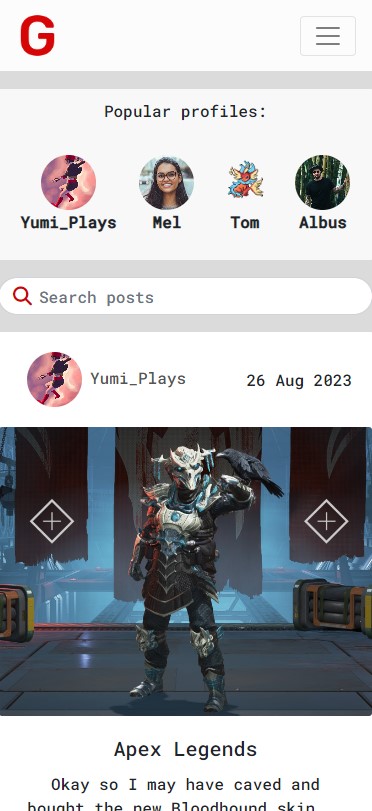 G
Popular profiles:
Yumi_Plays Mel Tom Albus
Search posts
Yumi_Plays 26 Aug 2023
Apex Legends
Okay so I may have caved and
bought the new Bloodhound skin